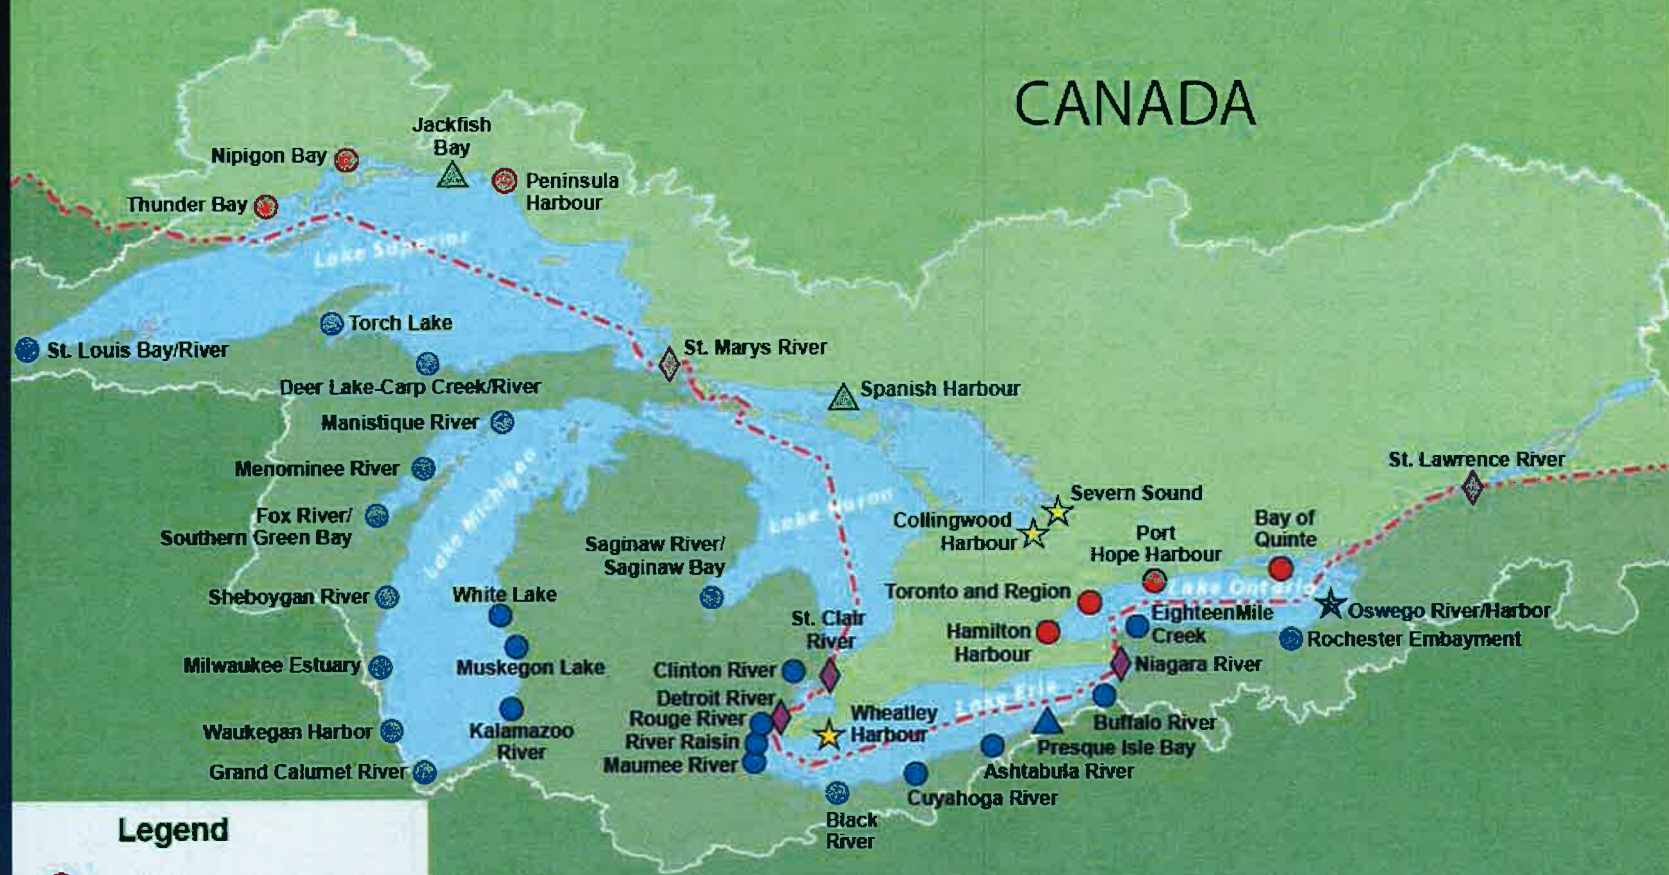 CANADA
Jackfish
Bay
Nipigon Bay
Peninsula
Harbour
Thunder Bay
Lake Superior
Torch Lake
St. Louis Bay/River
St. Marys River
Deer Lake-Carp Creek/River
Spanish Harbour
Manistique River
Menominee River
St. Lawrence River
Lake Michigan
Lake Huron
Severn Sound
Fox River/
Southern Green Bay
Collingwood
Harbour
Port
Hope Harbour
Bay of
Quinte
Saginaw River/
Saginaw Bay
Lake Ontario
Sheboygan River
White Lake
Toronto and Region
St. Clair
River
EighteenMile
Creek
Oswego River/Harbor
Hamilton
Harbour
Rochester Embayment
Milwaukee Estuary
Muskegon Lake
Clinton River
Niagara River
Detroit River
Lake Erie
Rouge River
Wheatley
Harbour
Buffalo River
Waukegan Harbor
Kalamazoo
River
River Raisin
Presque Isle Bay
Maumee River
Grand Calumet River
Ashtabula River
Cuyahoga River
Black
River
Legend